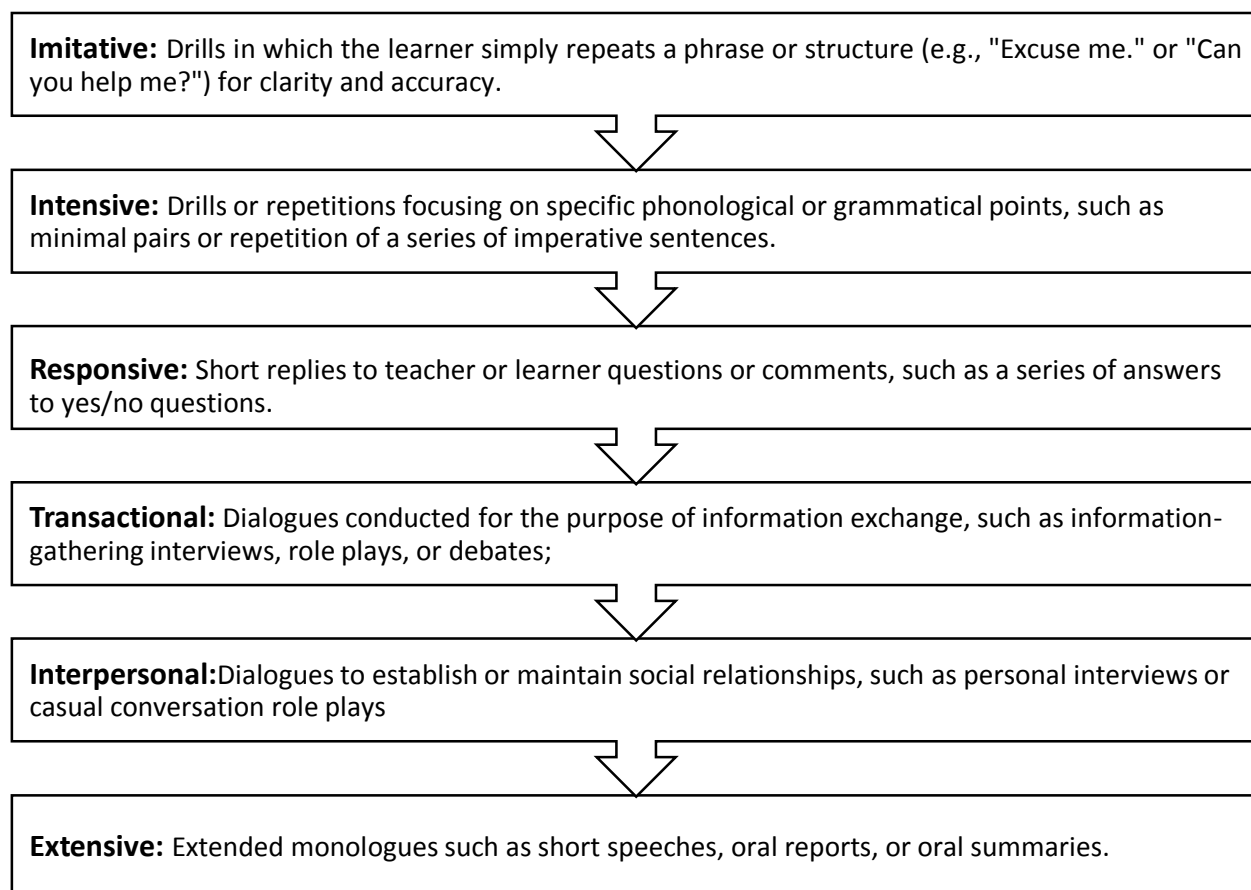 Imitative: Drills in which the learner simply repeats a phrase or structure (e.g., "Excuse me." or "Can
you help me?") for clarity and accuracy.
Intensive: Drills or repetitions focusing on specific phonological or grammatical points, such as
minimal pairs or repetition of a series of imperative sentences.
Responsive: Short replies to teacher or learner questions or comments, such as a series of answers
to yes/no questions.
Transactional: Dialogues conducted for the purpose of information exchange, such as information-
gathering interviews, role plays, or debates;
Interpersonal:Dialogues to establish or maintain social relationships, such as personal interviews or
casual conversation role plays
Extensive: Extended monologues such as short speeches, oral reports, or oral summaries.